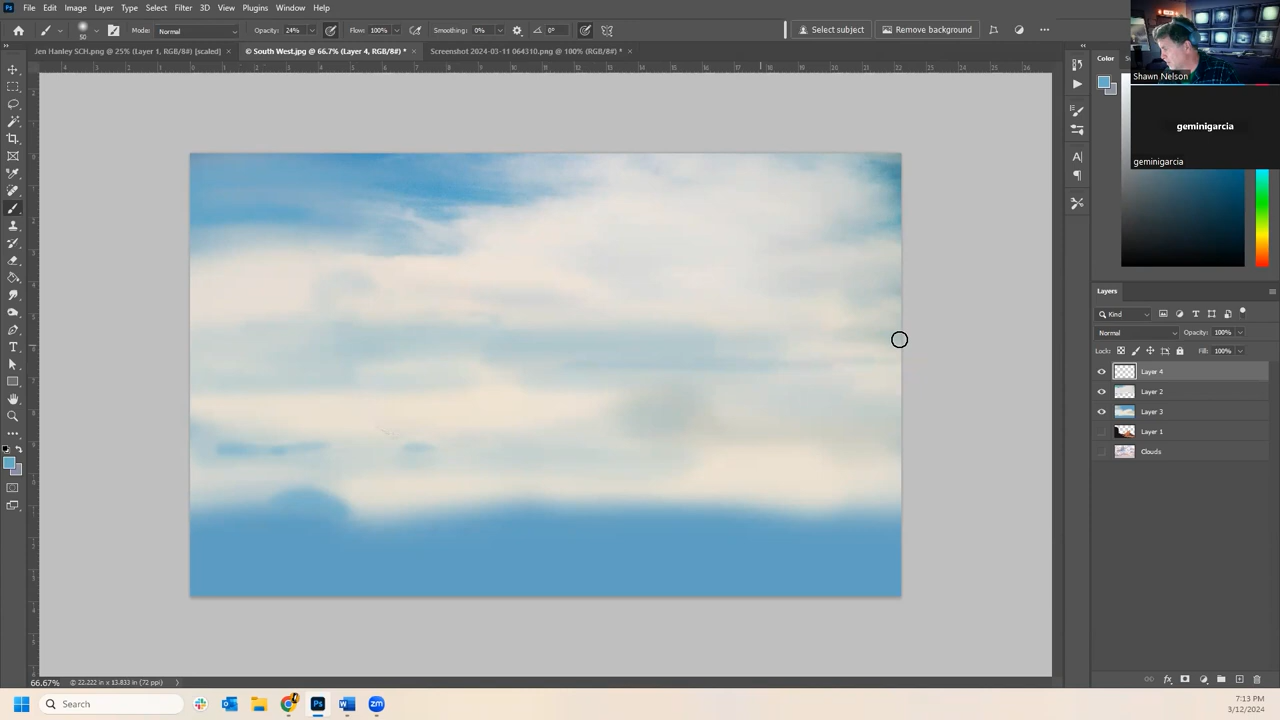 Ps File Edit Image Layer Type Select Filter 3D View Plugins Window Help
50 Mode: Normal Opacity: 24% Flow: 100% Smoothing: 0% 0° Select subject Remove background
Jen Hanley SCH.png @ 25% (Layer 1, RGB/8#) [scaled] × © South West.jpg @ 66.7% (Layer 4, RGB/8#) * × Screenshot 2024-03-11 064310.png @ 100% (RGB/8#) * ×
Shawn Nelson
geminigarcia
geminigarcia
Color
Layers
Kind
Normal Opacity: 100%
Lock: Fill: 100%
Layer 4
Layer 2
Layer 3
Layer 1
Clouds
66.67% @ 22.222 in x 13.833 in (72 ppi)
Search
7:13 PM
3/12/2024